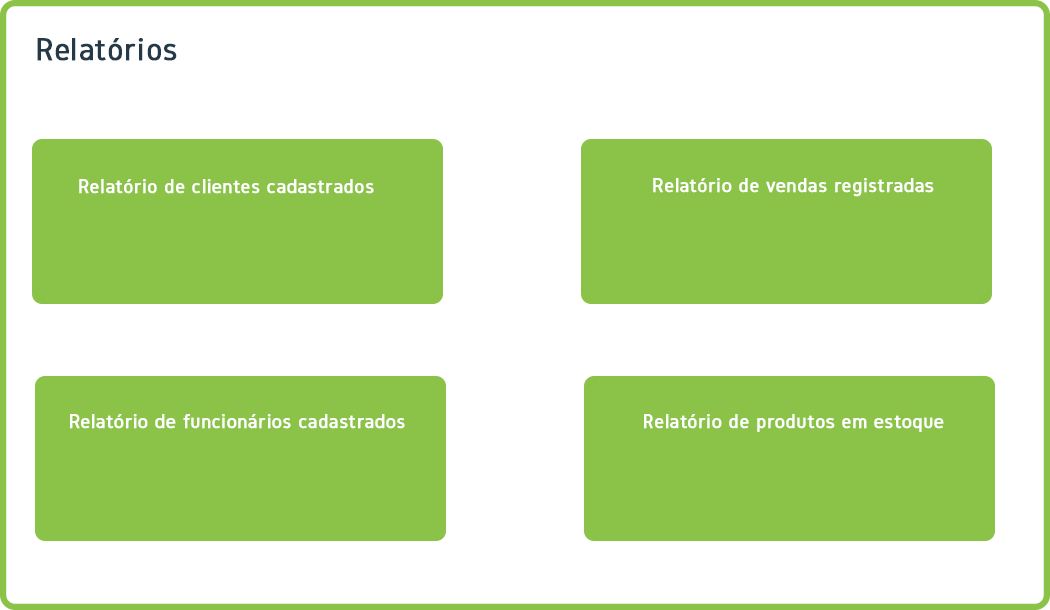 Relatórios
Relatório de clientes cadastrados
Relatório de vendas registradas
Relatório de funcionários cadastrados
Relatório de produtos em estoque